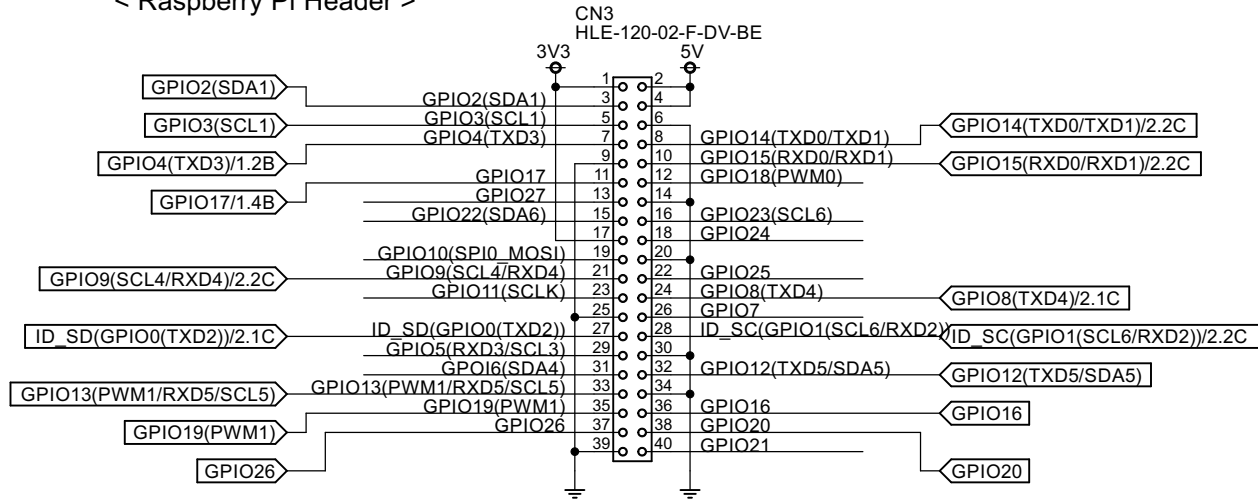 < Raspberry Pi Header >
CN3
HLE-120-02-F-DV-BE
3V3 5V
1 2
GPIO2(SDA1) GPIO2(SDA1) 3 4
GPIO3(SCL1) GPIO3(SCL1) 5 6
GPIO4(TXD3)/1.2B GPIO4(TXD3) 7 8 GPIO14(TXD0/TXD1) GPIO14(TXD0/TXD1)/2.2C
9 10 GPIO15(RXD0/RXD1) GPIO15(RXD0/RXD1)/2.2C
GPIO17/1.4B GPIO17 11 12 GPIO18(PWM0)
GPIO27 13 14
GPIO22(SDA6) 15 16 GPIO23(SCL6)
17 18 GPIO24
GPIO10(SPI0_MOSI) 19 20
GPIO9(SCL4/RXD4)/2.2C GPIO9(SCL4/RXD4) 21 22 GPIO25
GPIO11(SCLK) 23 24 GPIO8(TXD4) GPIO8(TXD4)/2.1C
25 26 GPIO7
ID_SD(GPIO0(TXD2))/2.1C ID_SD(GPIO0(TXD2)) 27 28 ID_SC(GPIO1(SCL6/RXD2)) ID_SC(GPIO1(SCL6/RXD2))/2.2C
GPIO5(RXD3/SCL3) 29 30
GPOI6(SDA4) 31 32 GPIO12(TXD5/SDA5) GPIO12(TXD5/SDA5)
GPIO13(PWM1/RXD5/SCL5) GPIO13(PWM1/RXD5/SCL5) 33 34
GPIO19(PWM1) GPIO19(PWM1) 35 36 GPIO16 GPIO16
GPIO26 GPIO26 37 38 GPIO20 GPIO20
39 40 GPIO21